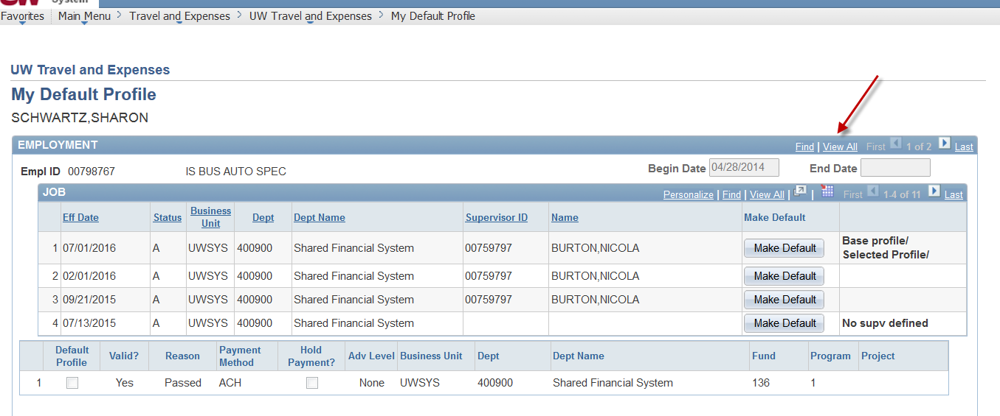 System
Favorites Main Menu > Travel and Expenses > UW Travel and Expenses > My Default Profile
UW Travel and Expenses
My Default Profile
SCHWARTZ,SHARON
EMPLOYMENT Find | View All First 1 of 2 Last
Empl ID 00798767 IS BUS AUTO SPEC Begin Date 04/28/2014 End Date
JOB Personalize | Find | View All | | First 1-4 of 11 Last
Eff Date Status Business Unit Dept Dept Name Supervisor ID Name Make Default
1 07/01/2016 A UWSYS 400900 Shared Financial System 00759797 BURTON,NICOLA Make Default Base profile/
Selected Profile/
2 02/01/2016 A UWSYS 400900 Shared Financial System 00759797 BURTON,NICOLA Make Default
3 09/21/2015 A UWSYS 400900 Shared Financial System 00759797 BURTON,NICOLA Make Default
4 07/13/2015 A UWSYS 400900 Shared Financial System Make Default No supv defined
Default Profile Valid? Reason Payment Method Hold Payment? Adv Level Business Unit Dept Dept Name Fund Program Project
1 Yes Passed ACH None UWSYS 400900 Shared Financial System 136 1